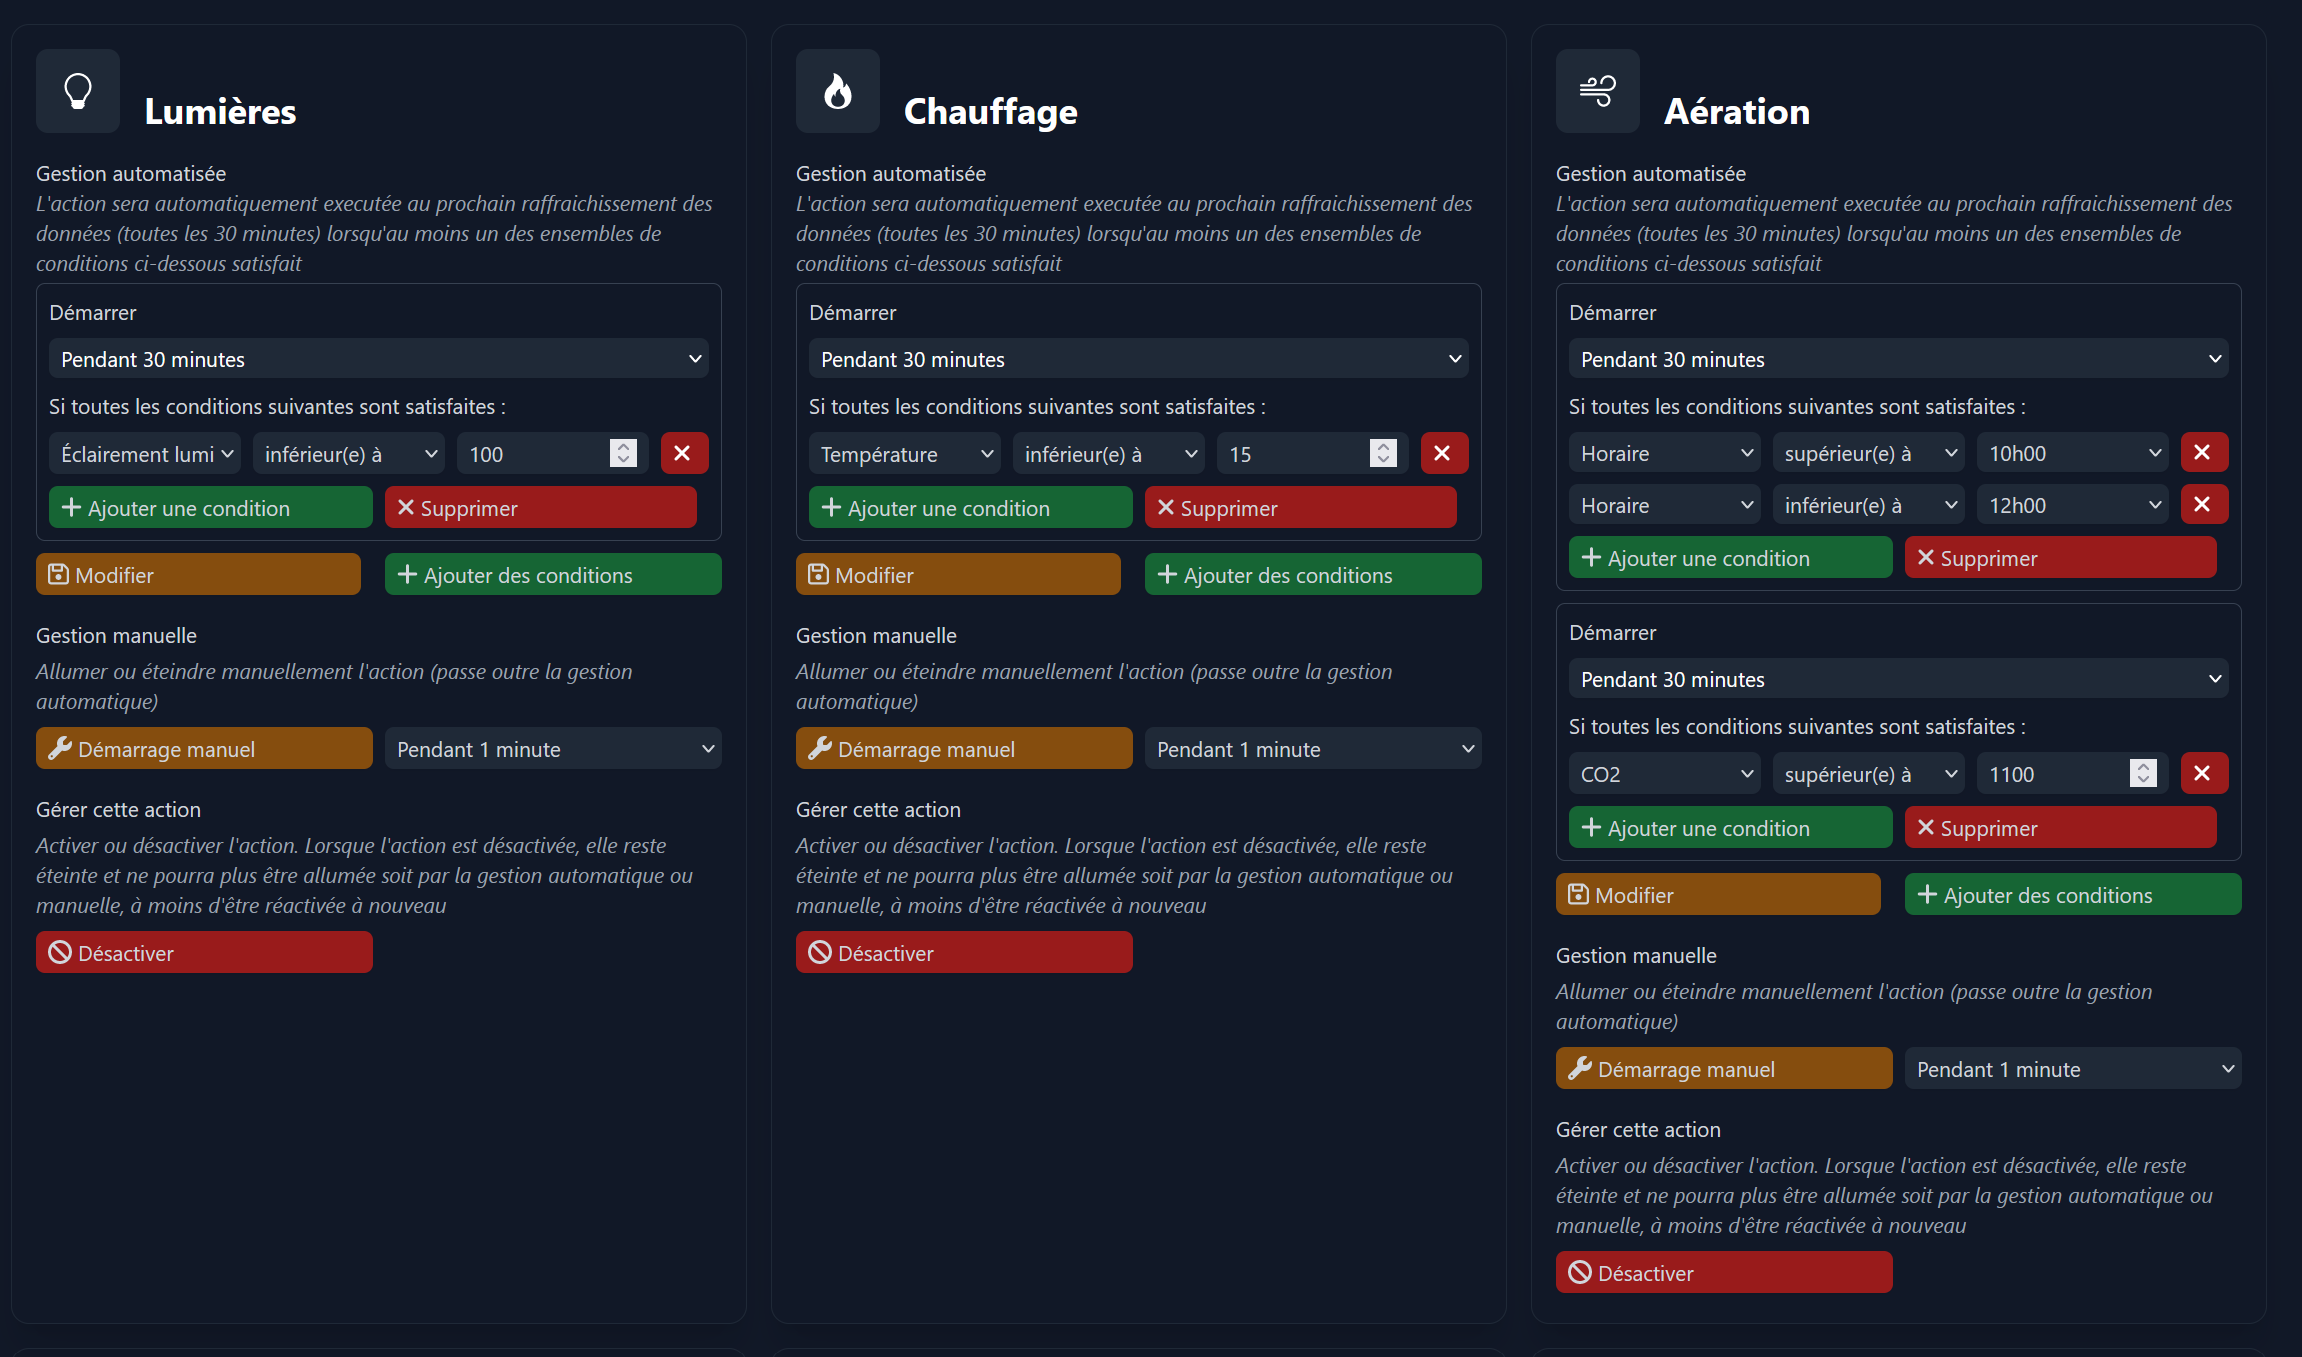 Lumières
Gestion automatisée
L'action sera automatiquement executée au prochain raffraichissement des
données (toutes les 30 minutes) lorsqu'au moins un des ensembles de
conditions ci-dessous satisfait
Démarrer
Pendant 30 minutes
Si toutes les conditions suivantes sont satisfaites :
Éclairement lumi inférieur(e) à 100
Ajouter une condition Supprimer
Modifier Ajouter des conditions
Gestion manuelle
Allumer ou éteindre manuellement l'action (passe outre la gestion
automatique)
Démarrage manuel Pendant 1 minute
Gérer cette action
Activer ou désactiver l'action. Lorsque l'action est désactivée, elle reste
éteinte et ne pourra plus être allumée soit par la gestion automatique ou
manuelle, à moins d'être réactivée à nouveau
Désactiver
Chauffage
Gestion automatisée
L'action sera automatiquement executée au prochain raffraichissement des
données (toutes les 30 minutes) lorsqu'au moins un des ensembles de
conditions ci-dessous satisfait
Démarrer
Pendant 30 minutes
Si toutes les conditions suivantes sont satisfaites :
Température inférieur(e) à 15
Ajouter une condition Supprimer
Modifier Ajouter des conditions
Gestion manuelle
Allumer ou éteindre manuellement l'action (passe outre la gestion
automatique)
Démarrage manuel Pendant 1 minute
Gérer cette action
Activer ou désactiver l'action. Lorsque l'action est désactivée, elle reste
éteinte et ne pourra plus être allumée soit par la gestion automatique ou
manuelle, à moins d'être réactivée à nouveau
Désactiver
Aération
Gestion automatisée
L'action sera automatiquement executée au prochain raffraichissement des
données (toutes les 30 minutes) lorsqu'au moins un des ensembles de
conditions ci-dessous satisfait
Démarrer
Pendant 30 minutes
Si toutes les conditions suivantes sont satisfaites :
Horaire supérieur(e) à 10h00
Horaire inférieur(e) à 12h00
Ajouter une condition Supprimer
Démarrer
Pendant 30 minutes
Si toutes les conditions suivantes sont satisfaites :
CO2 supérieur(e) à 1100
Ajouter une condition Supprimer
Modifier Ajouter des conditions
Gestion manuelle
Allumer ou éteindre manuellement l'action (passe outre la gestion
automatique)
Démarrage manuel Pendant 1 minute
Gérer cette action
Activer ou désactiver l'action. Lorsque l'action est désactivée, elle reste
éteinte et ne pourra plus être allumée soit par la gestion automatique ou
manuelle, à moins d'être réactivée à nouveau
Désactiver